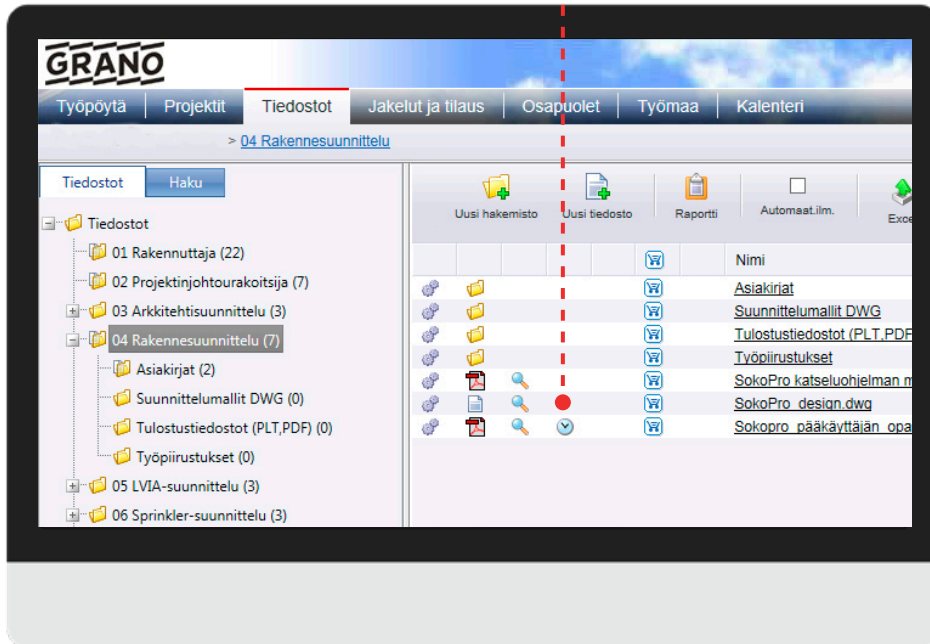 GRANO
Työpöytä Projektit Tiedostot Jakelut ja tilaus Osapuolet Työmaa Kalenteri
> 04 Rakennesuunnittelu
Tiedostot Haku
Uusi hakemisto Uusi tiedosto Raportti Automaat.ilm. Exce
Tiedostot
01 Rakennuttaja (22)
02 Projektinjohtourakoitsija (7)
03 Arkkitehtisuunnittelu (3)
04 Rakennesuunnittelu (7)
Asiakirjat (2)
Suunnittelumallit DWG (0)
Tulostustiedostot (PLT,PDF) (0)
Työpiirustukset (0)
05 LVIA-suunnittelu (3)
06 Sprinkler-suunnittelu (3)
Nimi
Asiakirjat
Suunnittelumallit DWG
Tulostustiedostot (PLT,PDF
Työpiirustukset
SokoPro katseluohjelman m
SokoPro_design.dwg
Sokopro_pääkäyttäjän_opa